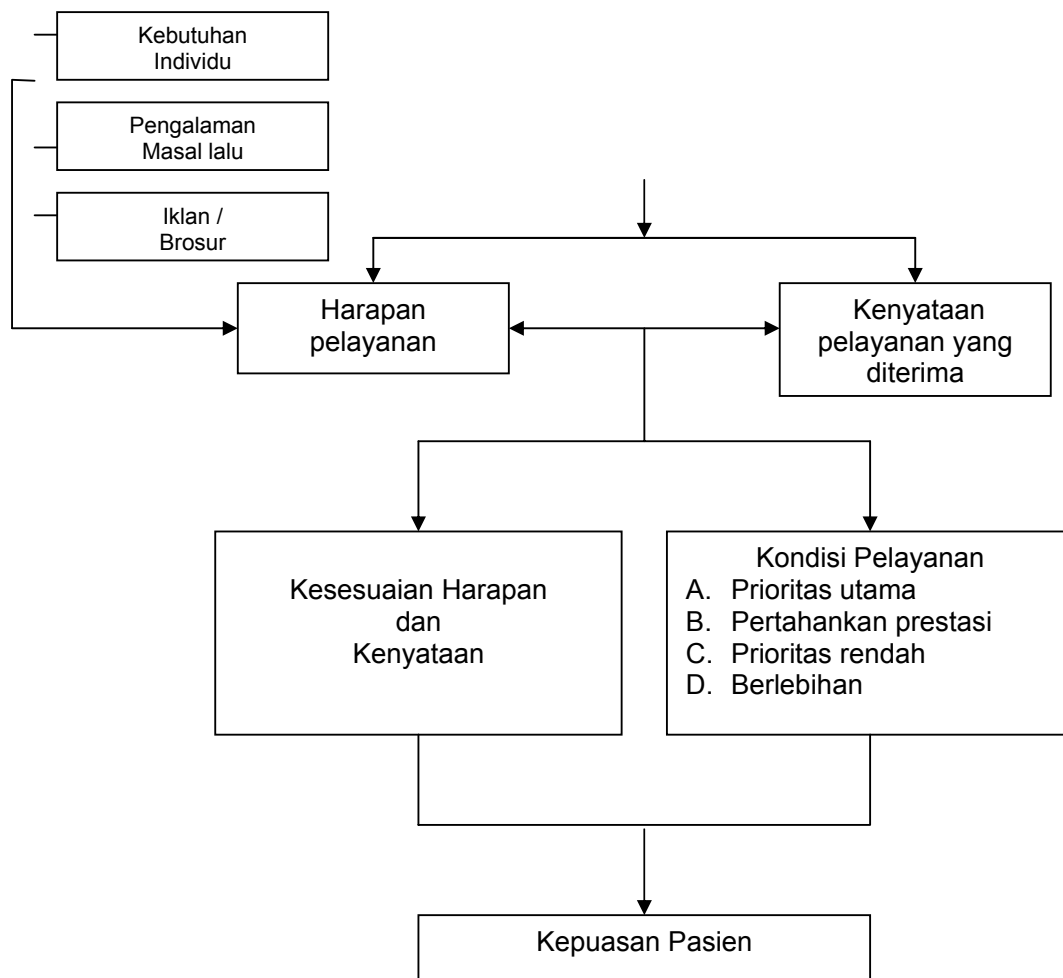 Kebutuhan
Individu
Pengalaman
Masal lalu
Iklan /
Brosur
Harapan
pelayanan
Kenyataan
pelayanan yang
diterima
Kesesuaian Harapan
dan
Kenyataan
Kondisi Pelayanan
A. Prioritas utama
B. Pertahankan prestasi
C. Prioritas rendah
D. Berlebihan
Kepuasan Pasien